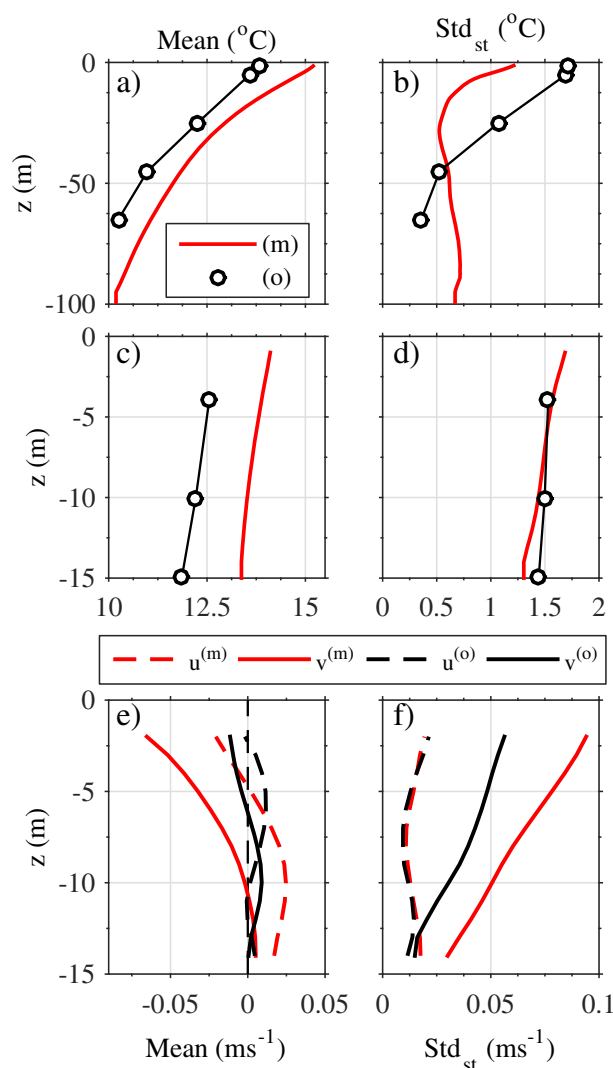 Mean (°C) Std_st (°C)
a) b)
0
-50
-100
z (m)
(m)
(o)
c) d)
0
-5
-10
-15
z (m)
10 12.5 15 0 0.5 1 1.5 2
u^(m) v^(m) u^(o) v^(o)
e) f)
0
-5
-10
-15
z (m)
-0.05 0 0.05 0 0.05 0.1
Mean (ms^-1) Std_st (ms^-1)